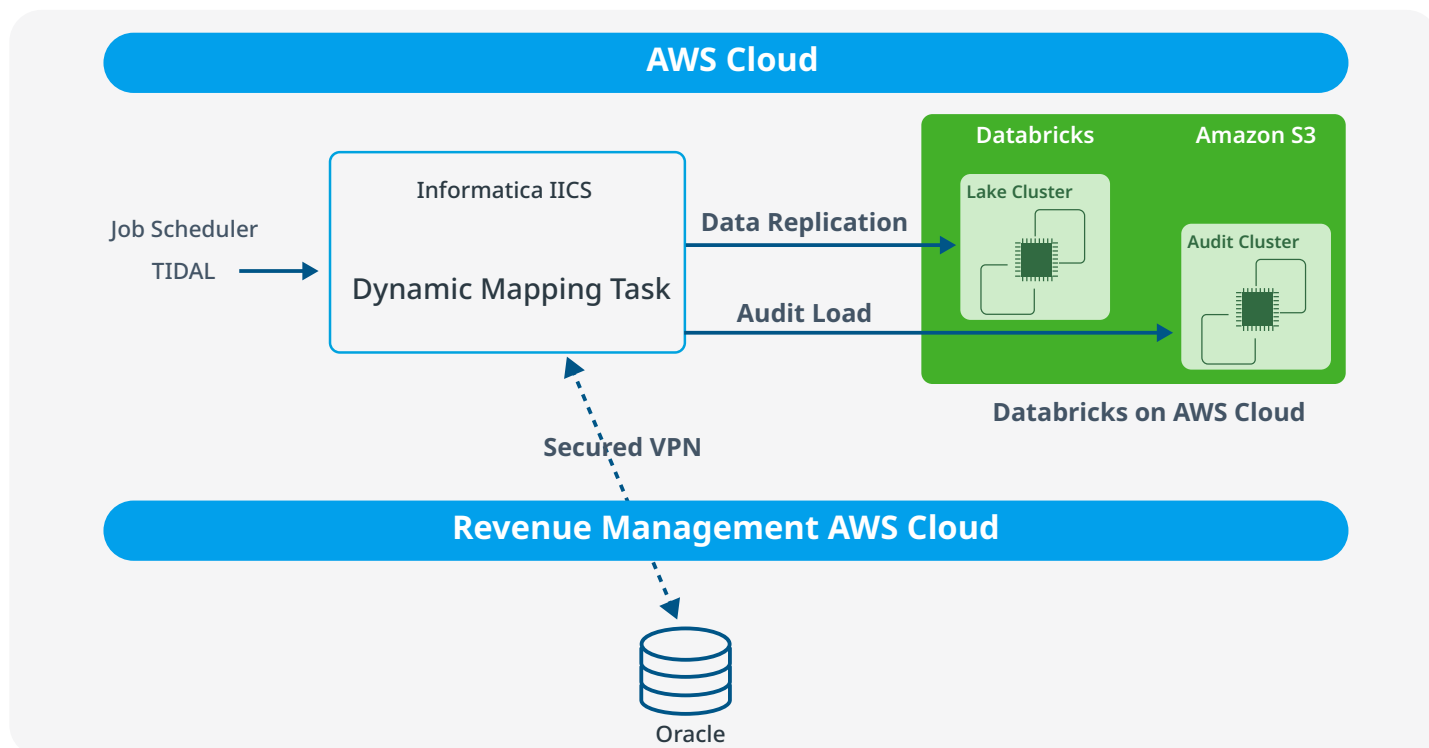 AWS Cloud
Databricks
Amazon S3
Informatica IICS
Lake Cluster
Data Replication
Job Scheduler
Audit Cluster
TIDAL
Dynamic Mapping Task
Audit Load
Databricks on AWS Cloud
Secured VPN
Revenue Management AWS Cloud
Oracle